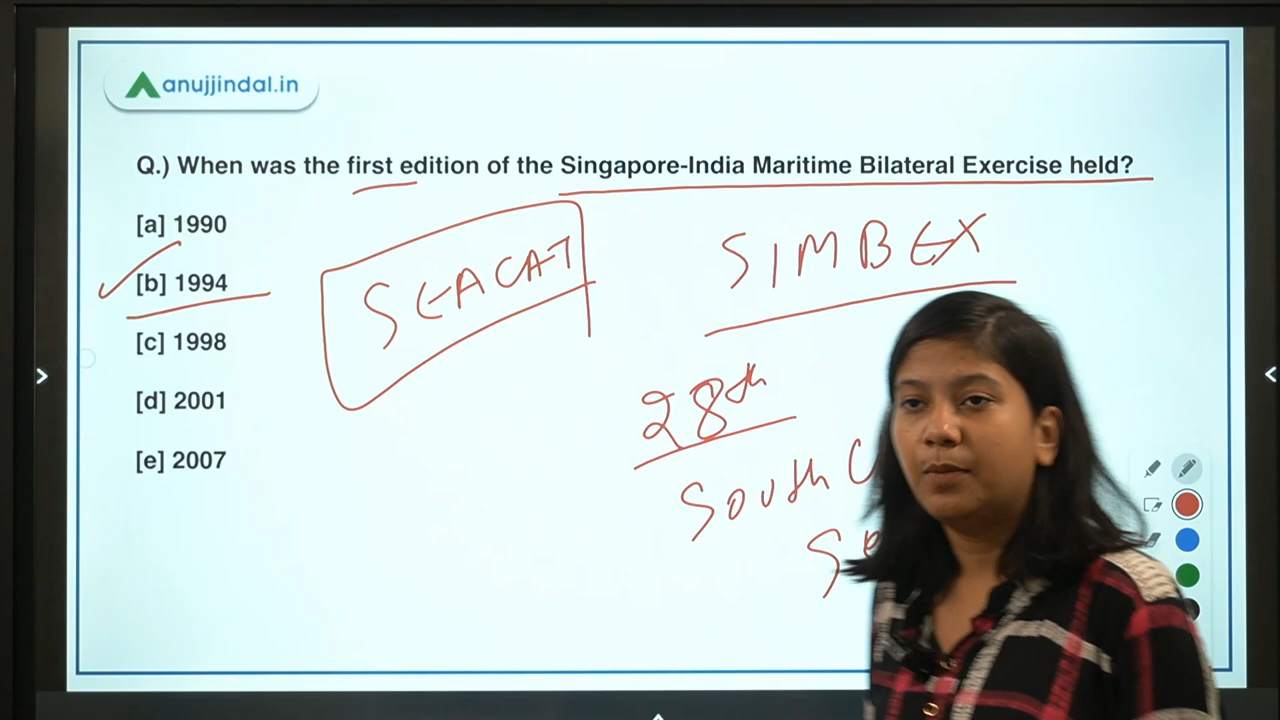 anujjindal.in
Q.) When was the first edition of the Singapore-India Maritime Bilateral Exercise held?
[a] 1990
[b] 1994
[c] 1998
[d] 2001
[e] 2007
SEACAT
SIMBEX
28th
South C
Se